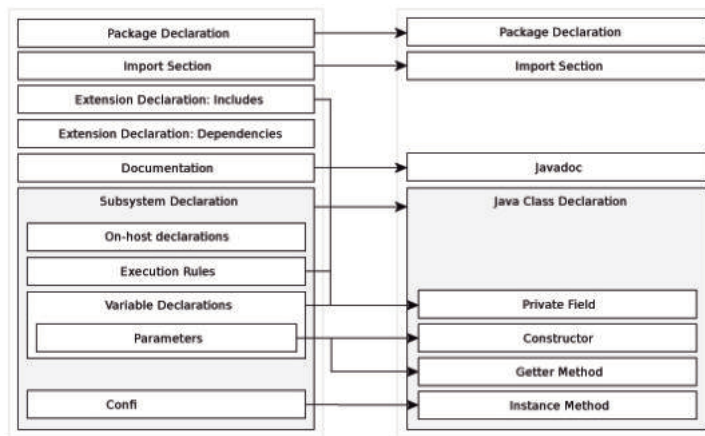 Package Declaration
Import Section
Extension Declaration: Includes
Extension Declaration: Dependencies
Documentation
Subsystem Declaration
On-host declarations
Execution Rules
Variable Declarations
Parameters
Confi
Package Declaration
Import Section
Javadoc
Java Class Declaration
Private Field
Constructor
Getter Method
Instance Method